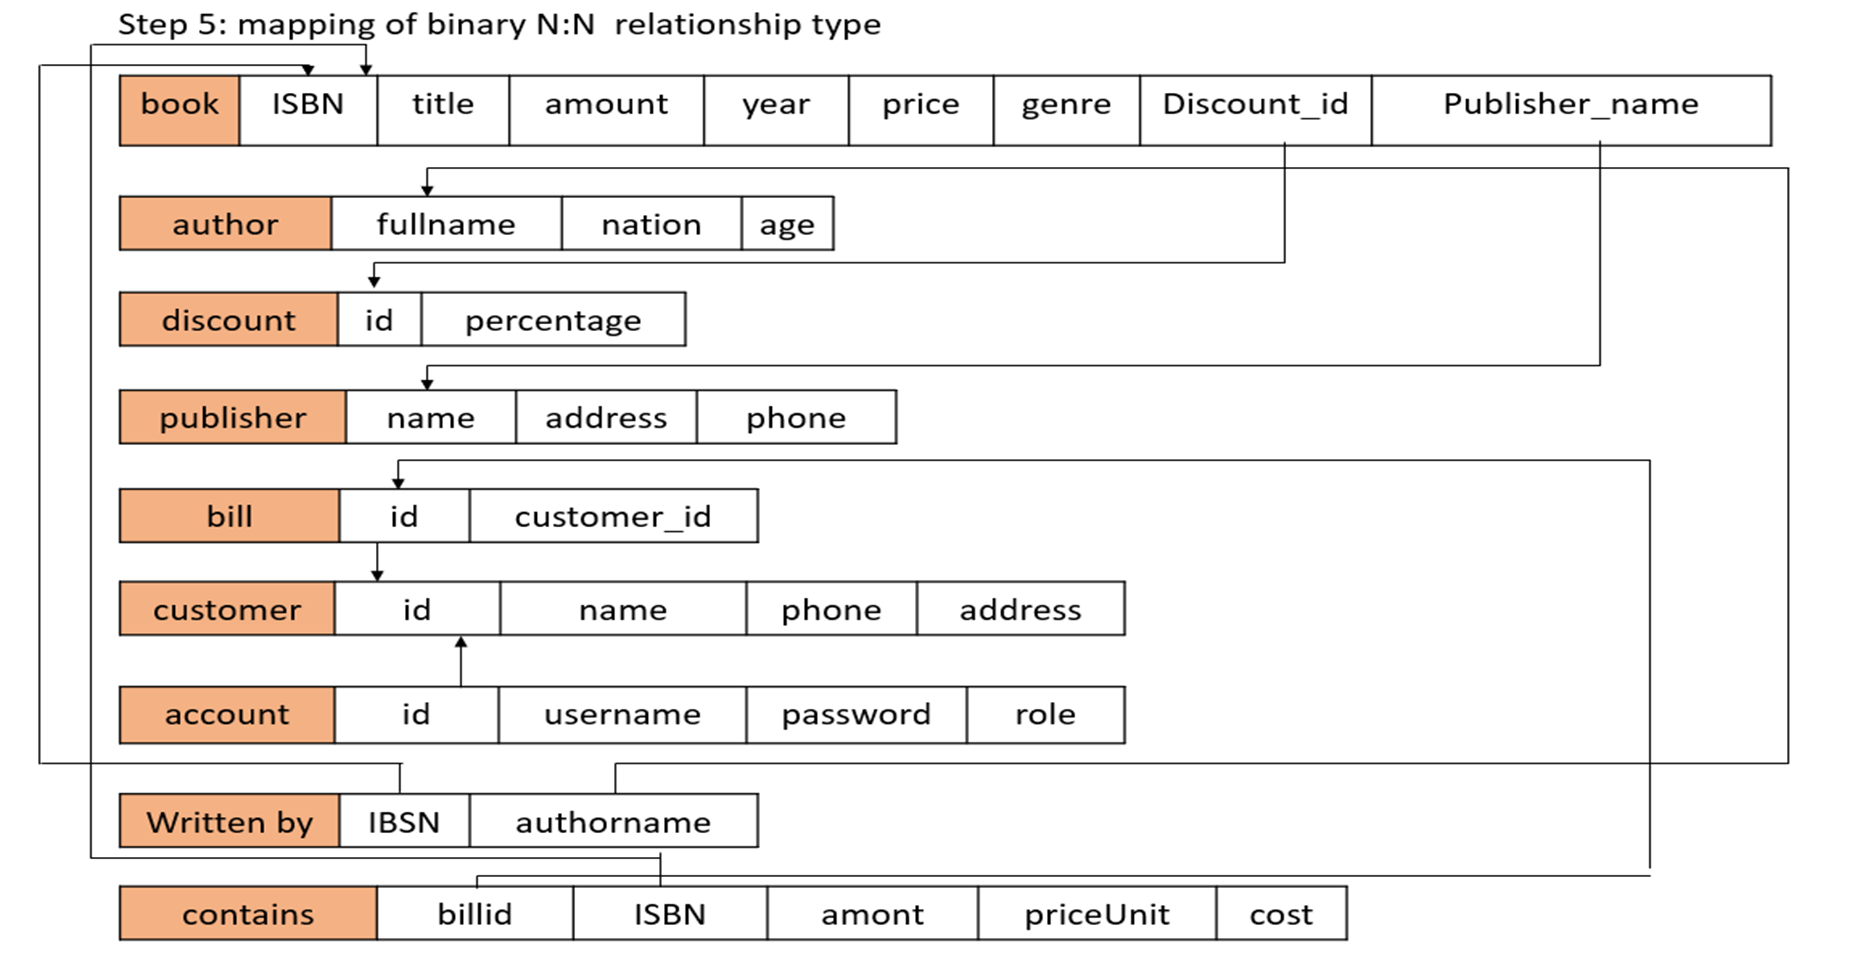 Step 5: mapping of binary N:N relationship type
book ISBN title amount year price genre Discount_id Publisher_name
author fullname nation age
discount id percentage
publisher name address phone
bill id customer_id
customer id name phone address
account id username password role
Written by IBSN authorname
contains billid ISBN amont priceUnit cost